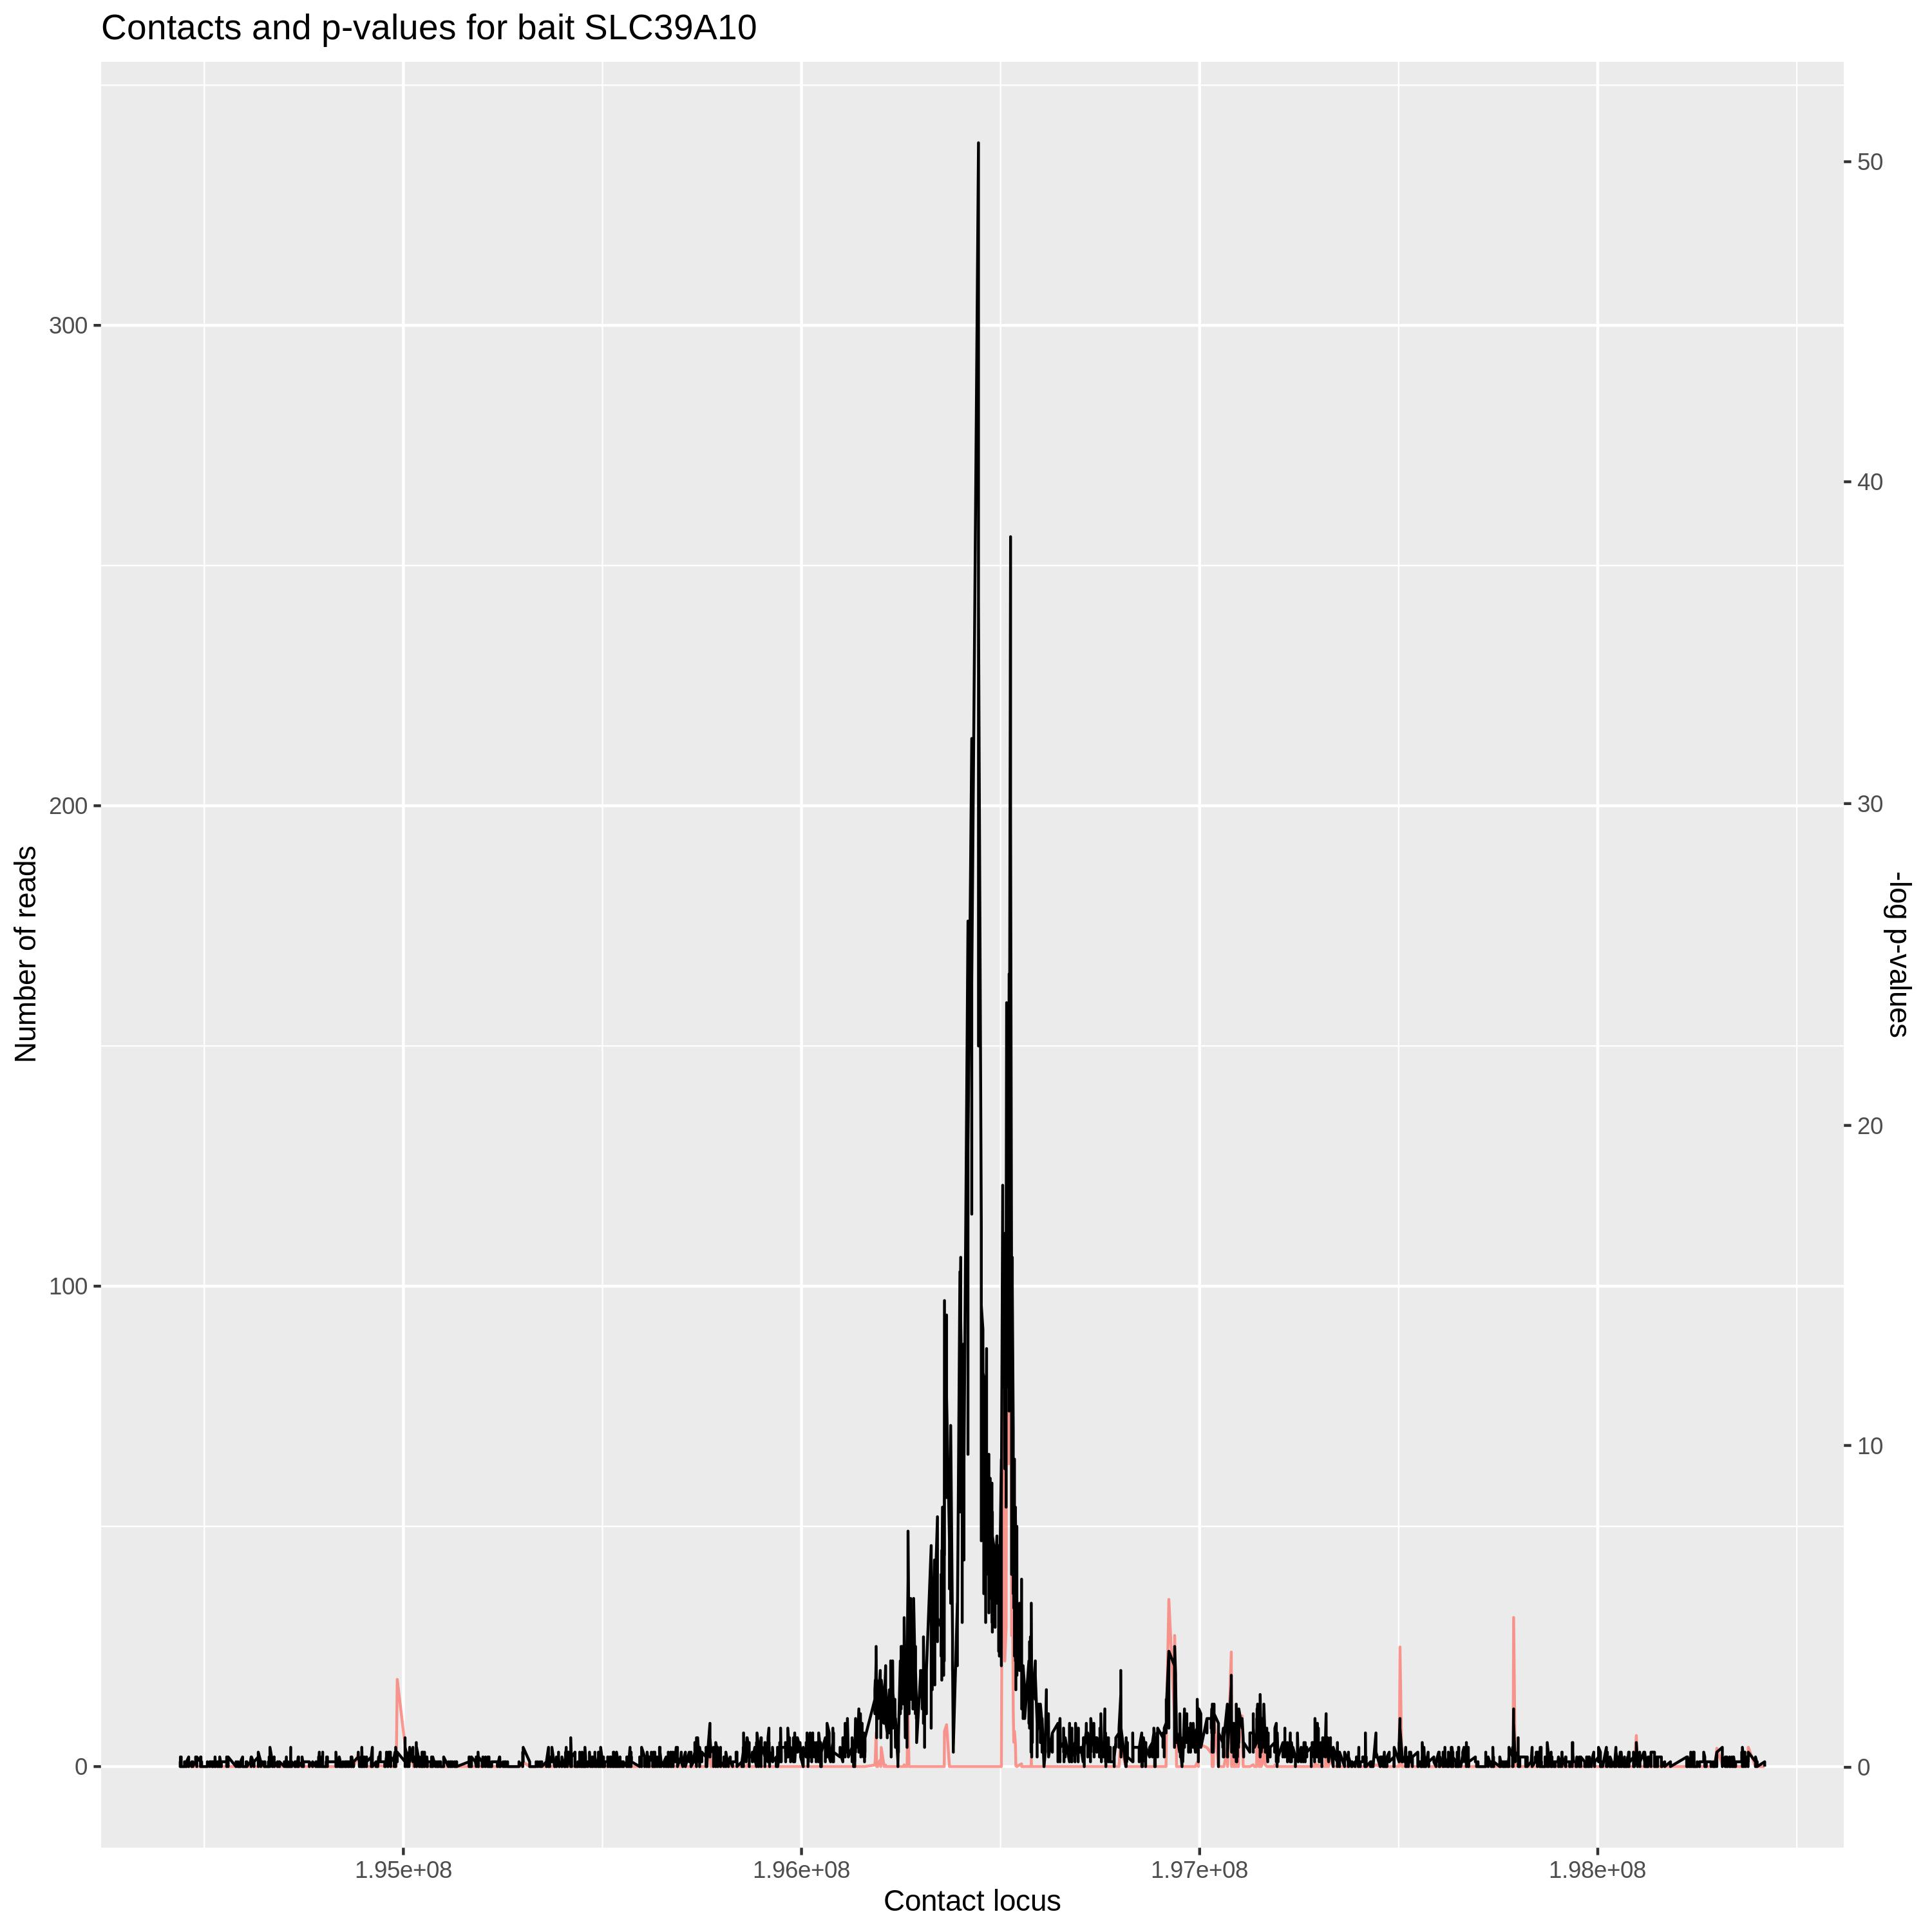 Contacts and p-values for bait SLC39A10
Number of reads
300
200
100
0
50
40
30
20
10
0
-log p-values
1.95e+08
1.96e+08
1.97e+08
1.98e+08
Contact locus